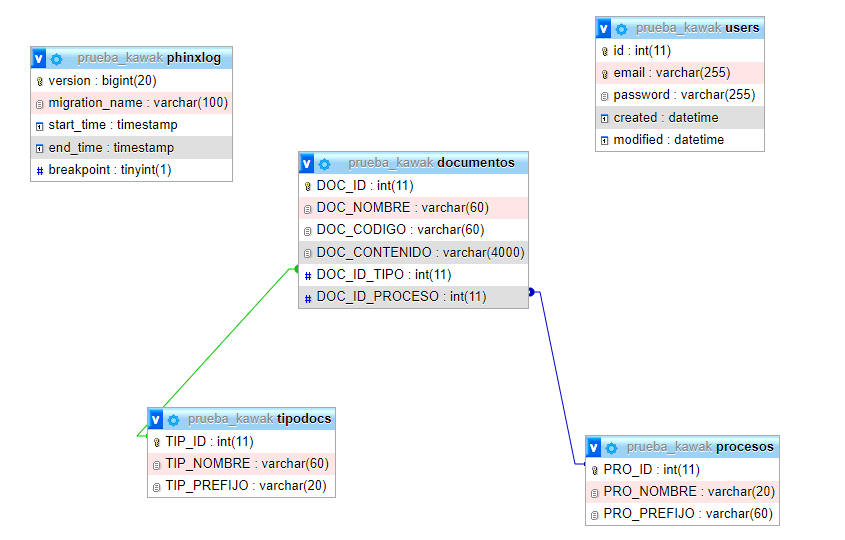 prueba_kawak phinxlog
version : bigint(20)
migration_name : varchar(100)
start_time : timestamp
end_time : timestamp
# breakpoint : tinyint(1)
prueba_kawak users
id : int(11)
email : varchar(255)
password : varchar(255)
created : datetime
modified : datetime
prueba_kawak documentos
DOC_ID : int(11)
DOC_NOMBRE : varchar(60)
DOC_CODIGO : varchar(60)
DOC_CONTENIDO : varchar(4000)
# DOC_ID_TIPO : int(11)
# DOC_ID_PROCESO : int(11)
prueba_kawak tipodocs
TIP_ID : int(11)
TIP_NOMBRE : varchar(60)
TIP_PREFIJO : varchar(20)
prueba_kawak procesos
PRO_ID : int(11)
PRO_NOMBRE : varchar(20)
PRO_PREFIJO : varchar(60)